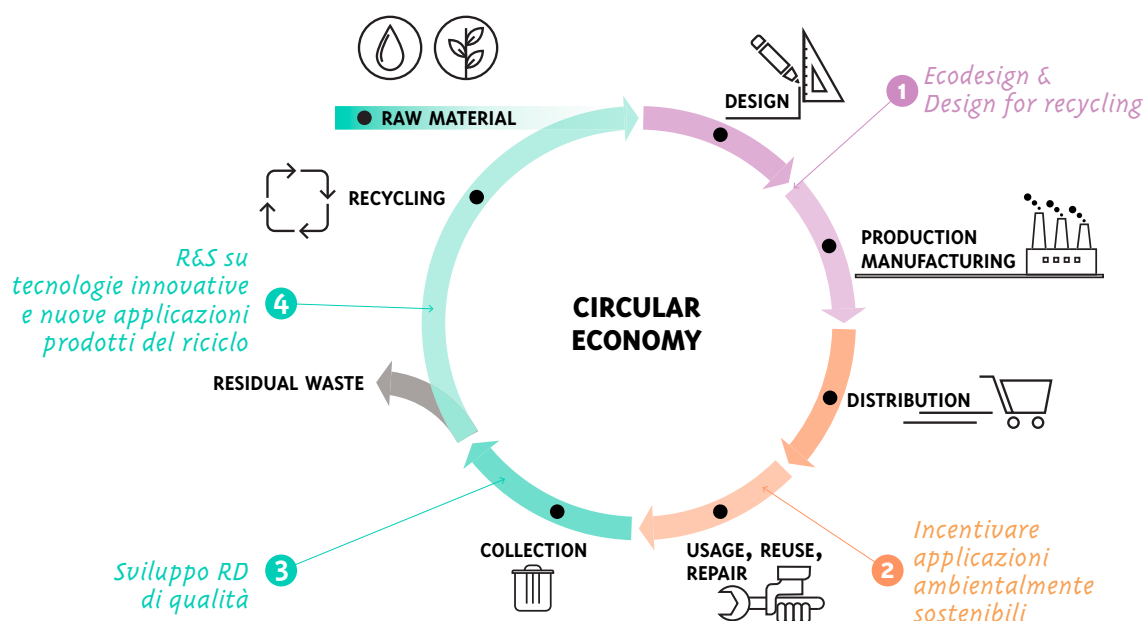 DESIGN
1
Ecodesign &
Design for recycling
RAW MATERIAL
RECYCLING
PRODUCTION
MANUFACTURING
R&S su
tecnologie innovative
e nuove applicazioni
prodotti del riciclo
4
CIRCULAR
ECONOMY
RESIDUAL WASTE
DISTRIBUTION
COLLECTION
USAGE, REUSE,
REPAIR
2
Incentivare
applicazioni
ambientalmente
sostenibili
Sviluppo RD
di qualità
3